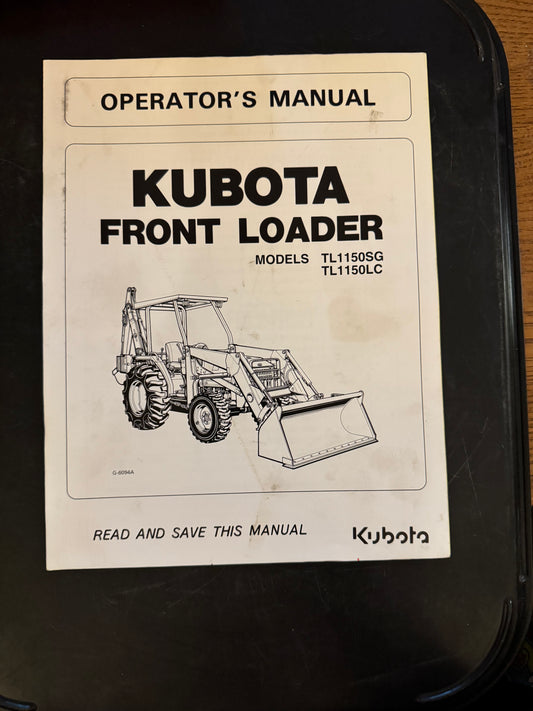 OPERATOR'S MANUAL
KUBOTA
FRONT LOADER
MODELS TL1150SG
TL1150LC
G-6094A
READ AND SAVE THIS MANUAL
Kubota